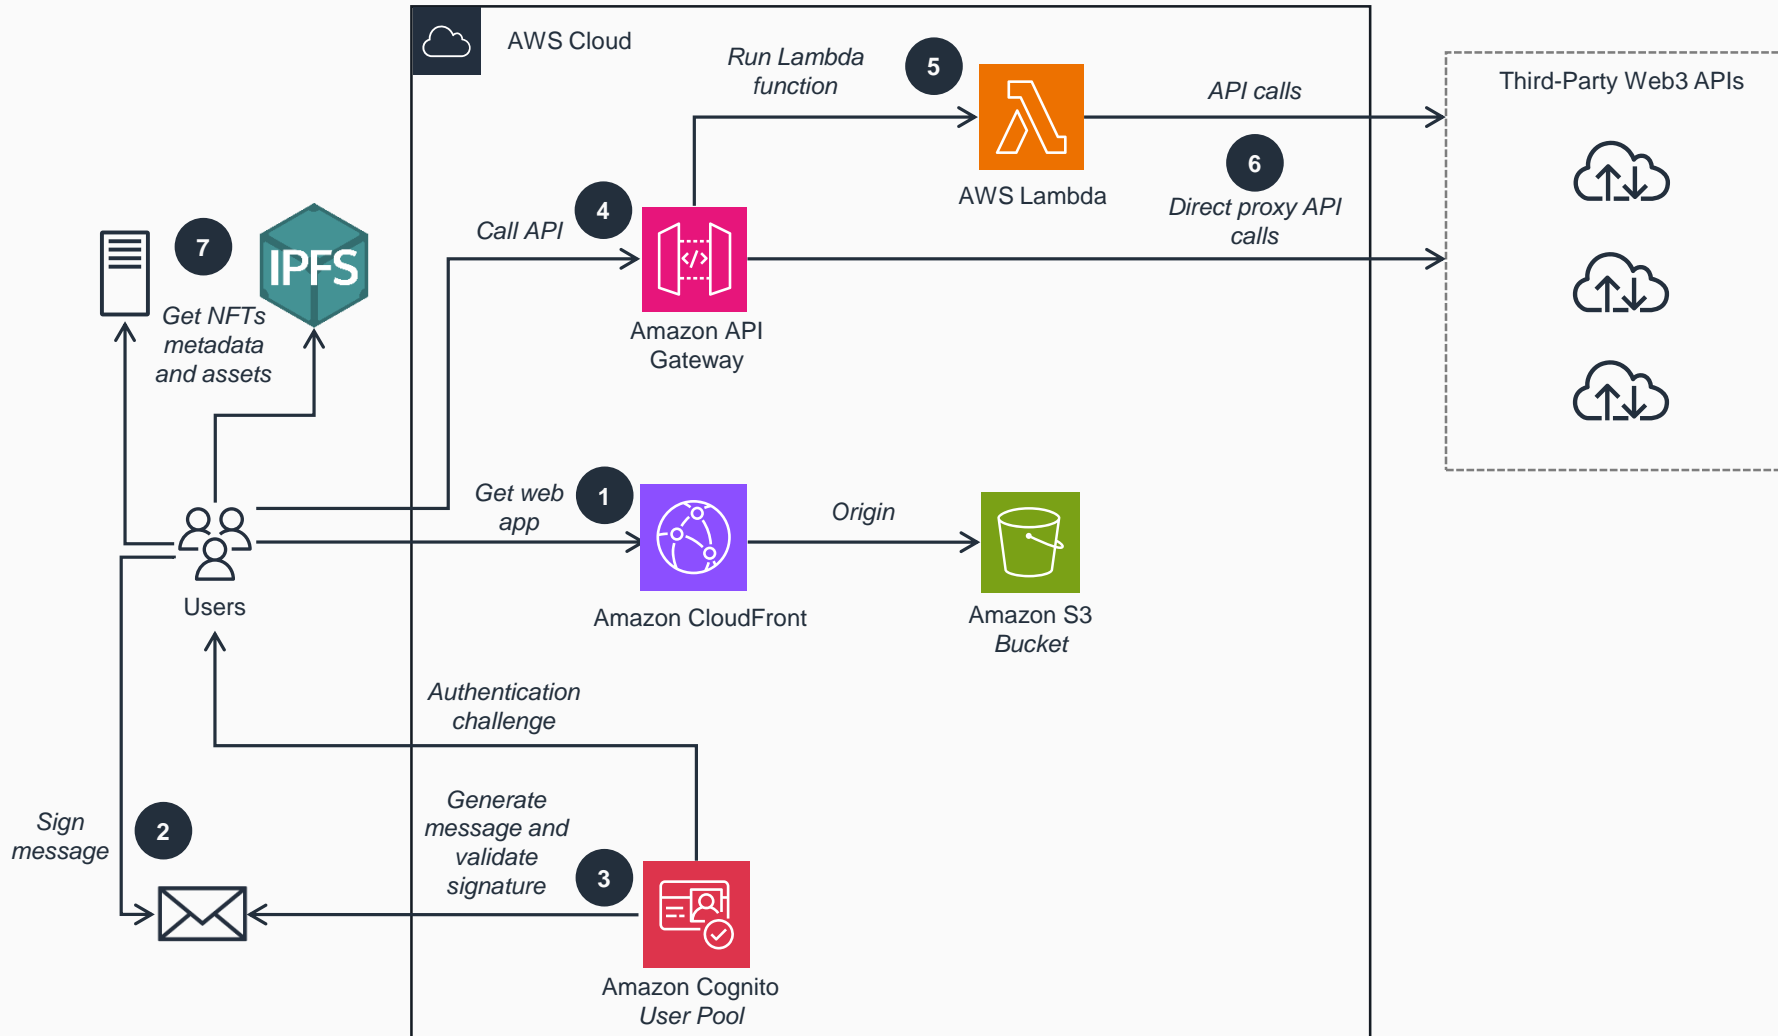 AWS Cloud
Run Lambda
function
5
API calls
Third-Party Web3 APIs
6
AWS Lambda
Direct proxy API
calls
Call API
4
7
IPFS
Get NFTs
metadata
and assets
Amazon API
Gateway
Get web
app
1
Origin
Users
Amazon CloudFront
Amazon S3
Bucket
Authentication
challenge
Sign
message
2
Generate
message and
validate
signature
3
Amazon Cognito
User Pool